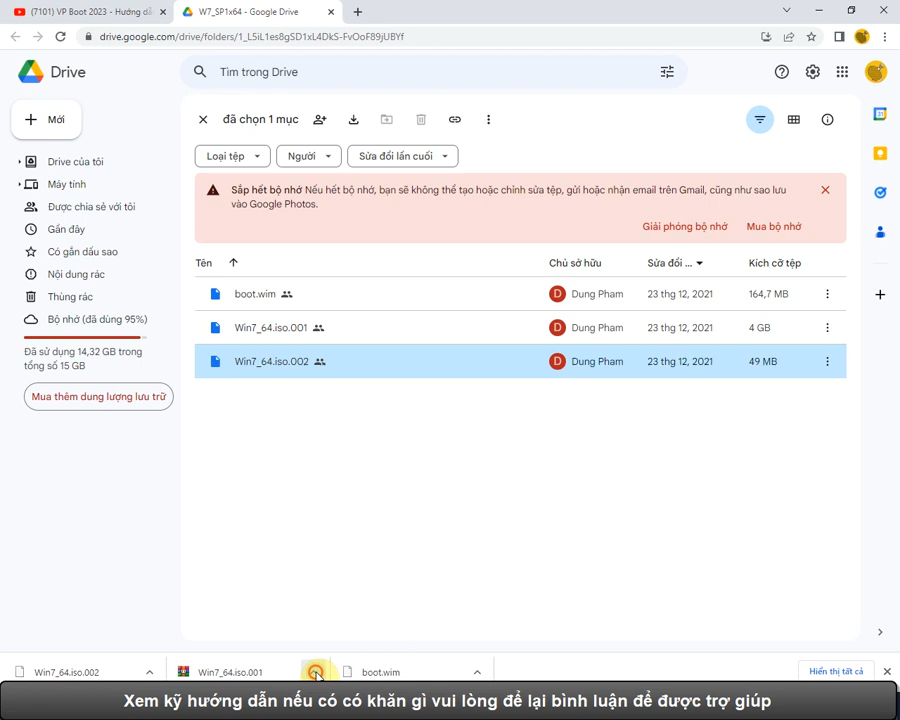 (7101) VP Boot 2023 - Hướng dẫ
W7_SP1x64 - Google Drive
drive.google.com/drive/folders/1_L5iL1es8gSD1xL4DkS-FvOoF89jUBYf
Drive
Tìm trong Drive
Mới
đã chọn 1 mục
Loại tệp
Người
Sửa đổi lần cuối
Drive của tôi
Máy tính
Được chia sẻ với tôi
Gần đây
Có gắn dấu sao
Nội dung rác
Thùng rác
Bộ nhớ (đã dùng 95%)
Đã sử dụng 14,32 GB trong
tổng số 15 GB
Mua thêm dung lượng lưu trữ
Sắp hết bộ nhớ Nếu hết bộ nhớ, bạn sẽ không thể tạo hoặc chỉnh sửa tệp, gửi hoặc nhận email trên Gmail, cũng như sao lưu
vào Google Photos.
Giải phóng bộ nhớ
Mua bộ nhớ
Tên
Chủ sở hữu
Sửa đổi ...
Kích cỡ tệp
boot.wim
D Dung Pham
23 thg 12, 2021
164,7 MB
Win7_64.iso.001
D Dung Pham
23 thg 12, 2021
4 GB
Win7_64.iso.002
D Dung Pham
23 thg 12, 2021
49 MB
31
Win7_64.iso.002
Win7_64.iso.001
boot.wim
Hiển thị tất cả
Xem kỹ hướng dẫn nếu có có khăn gì vui lòng để lại bình luận để được trợ giúp